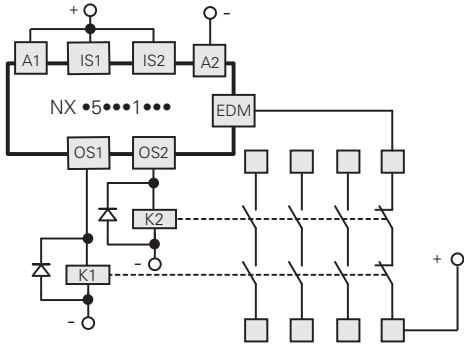 + -
A1 IS1 IS2 A2
NX •5•••1•••
EDM
OS1 OS2
K2
-
+
K1
-